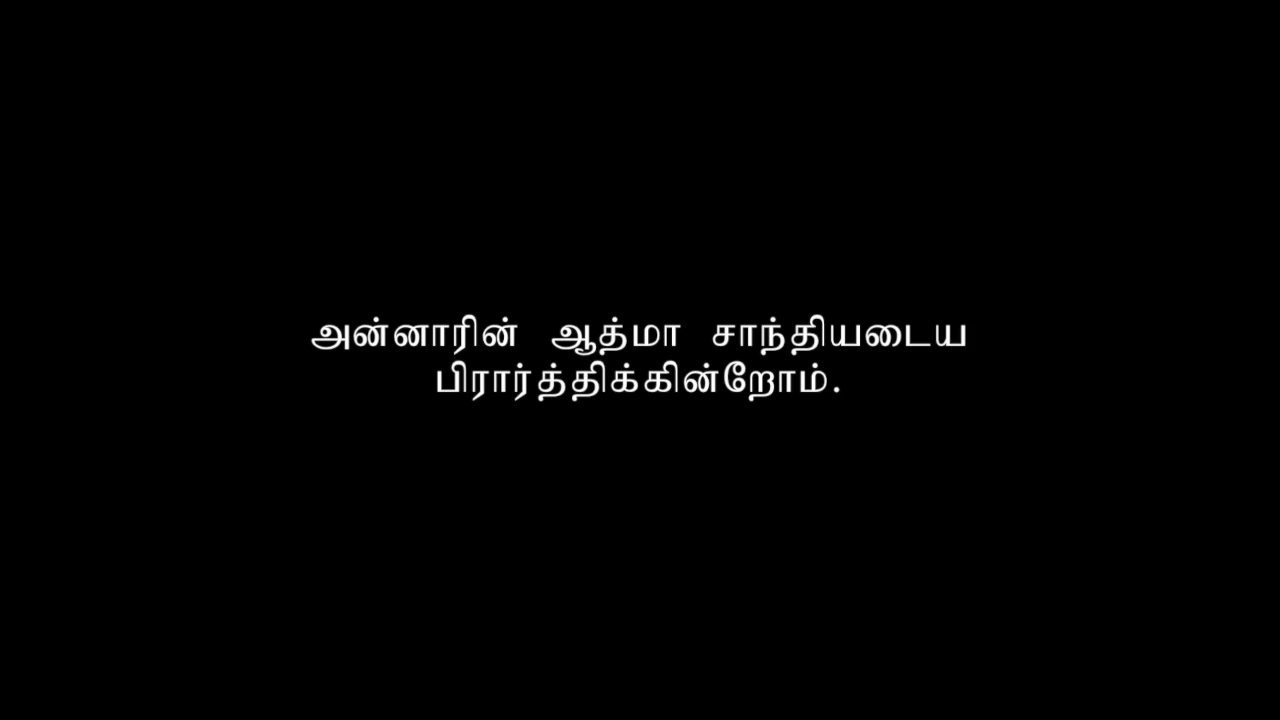 அன்னாரின் ஆத்மா சாந்தியடைய
பிரார்த்திக்கின்றோம்.